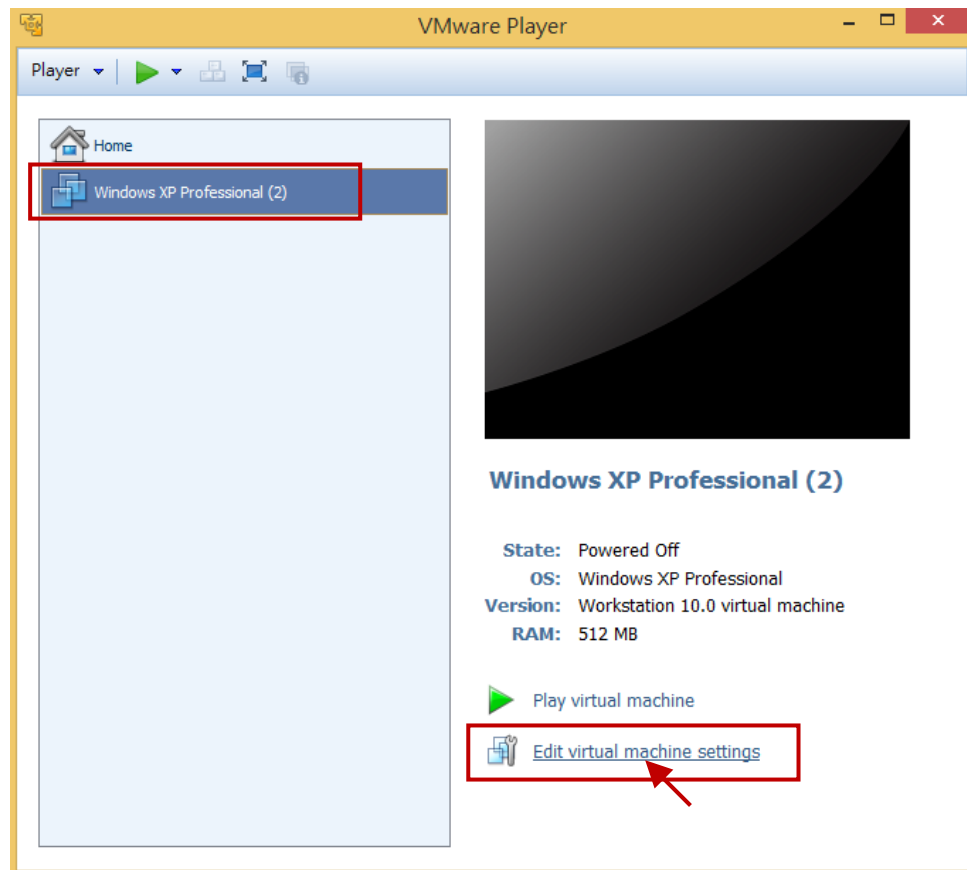 VMware Player
Player
Home
Windows XP Professional (2)
Windows XP Professional (2)
State: Powered Off
OS: Windows XP Professional
Version: Workstation 10.0 virtual machine
RAM: 512 MB
Play virtual machine
Edit virtual machine settings